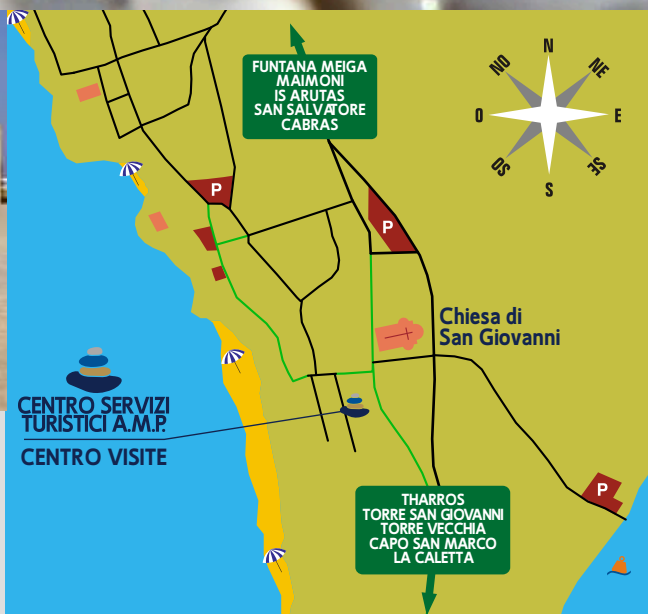 FUNTANA MEIGA
MAIMONI
IS ARUTAS
SAN SALVATORE
CABRAS
N
NO
NE
O
E
SO
SE
S
P
P
Chiesa di
San Giovanni
CENTRO SERVIZI
TURISTICI A.M.P.
CENTRO VISITE
P
THARROS
TORRE SAN GIOVANNI
TORRE VECCHIA
CAPO SAN MARCO
LA CALETTA